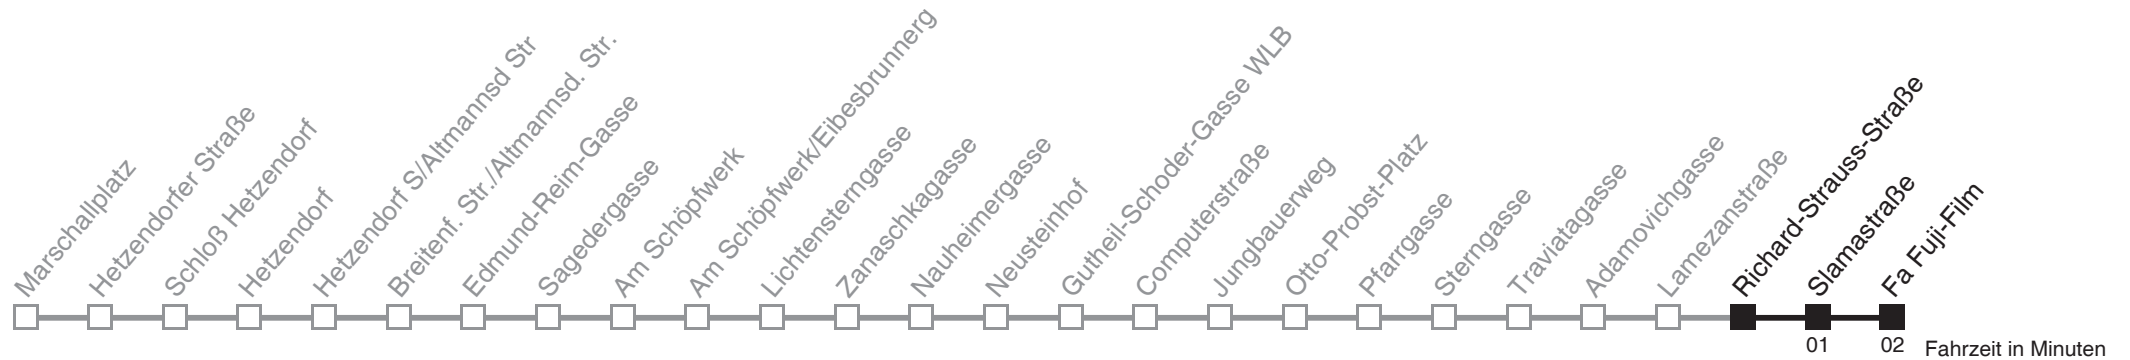 Marschallplatz
Hetzendorfer Straße
Schloß Hetzendorf
Hetzendorf
Hetzendorf S/Altmannsd Str
Breitenf. Str./Altmannsd. Str.
Edmund-Reim-Gasse
Sagedergasse
Am Schöpfwerk
Am Schöpfwerk/Eibesbrunnerg
Lichtensterngasse
Zanaschkagasse
Nauheimergasse
Neusteinhof
Gutheil-Schoder-Gasse WLB
Computerstraße
Jungbauerweg
Otto-Probst-Platz
Pfarrgasse
Sterngasse
Traviatagasse
Adamovichgasse
Lamezanstraße
Richard-Strauss-Straße
Slamastraße
Fa Fuji-Film
01 02 Fahrzeit in Minuten